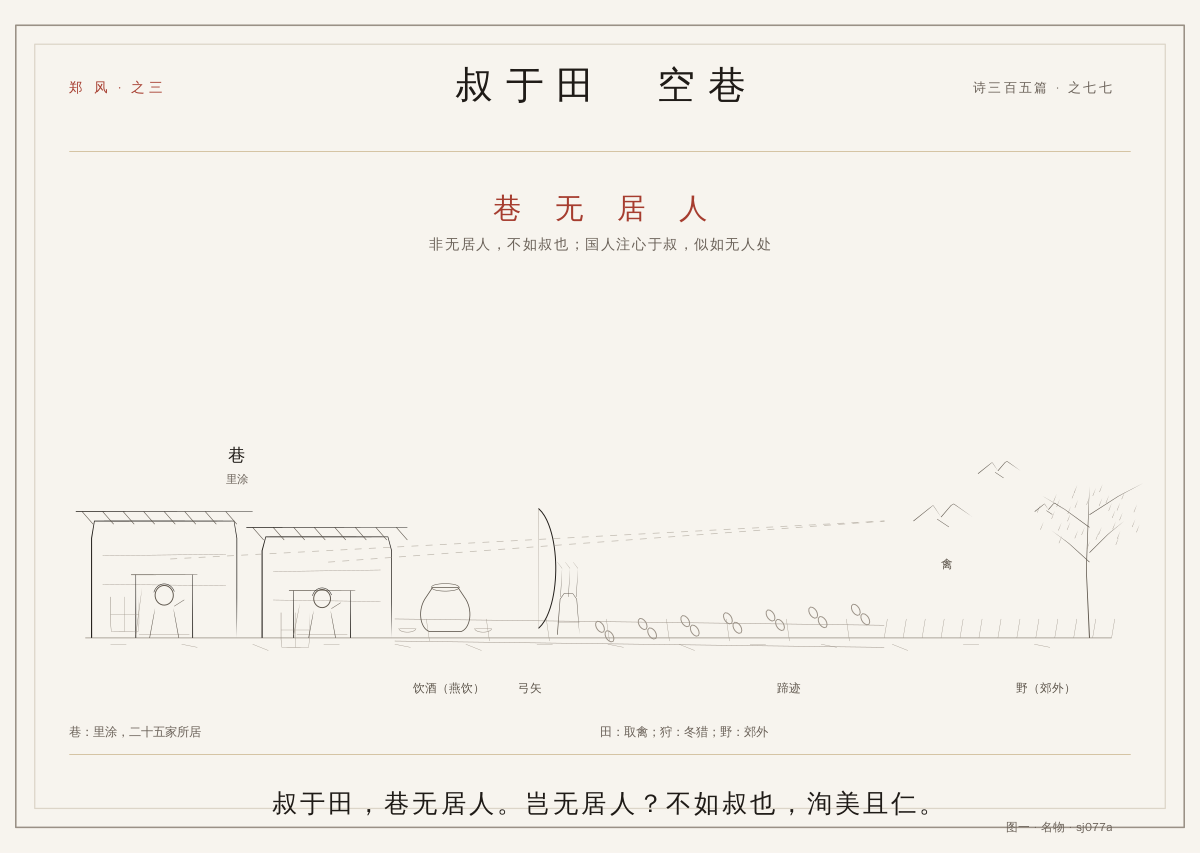 郑 风 · 之三
叔于田 空巷
诗三百五篇 · 之七七
巷无居人
非无居人，不如叔也；国人注心于叔，似如无人处
巷
里涂
禽
饮酒（燕饮）
弓矢
蹄迹
野（郊外）
巷：里涂，二十五家所居
田：取禽；狩：冬猎；野：郊外
叔于田，巷无居人。岂无居人？不如叔也，洵美且仁。
图一 · 名物 · sj077a